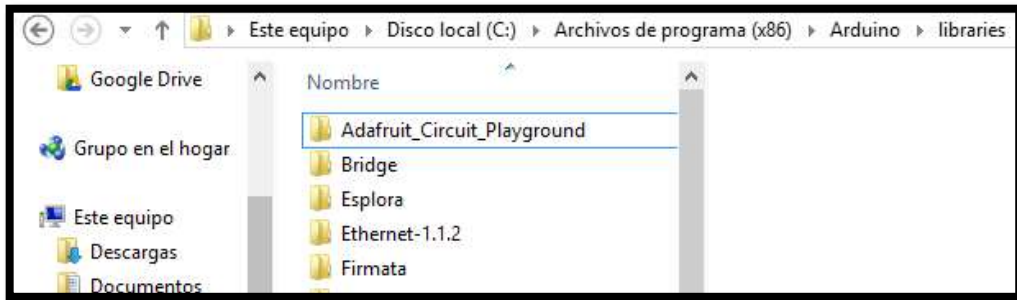 Este equipo Disco local (C:) Archivos de programa (x86) Arduino libraries
Google Drive
Grupo en el hogar
Este equipo
Descargas
Documentos
Nombre
Adafruit_Circuit_Playground
Bridge
Esplora
Ethernet-1.1.2
Firmata